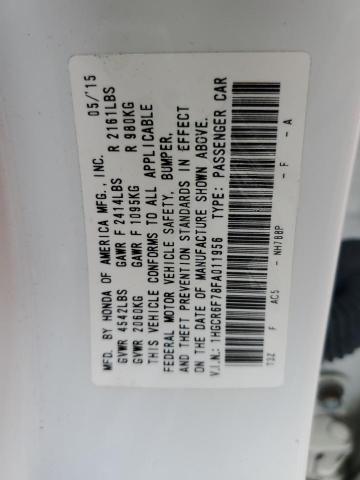 MFD. BY HONDA OF AMERICA MFG., INC. 05/'15
GVWR 4542LBS GAWR F 2414LBS R 2161LBS
GVWR 2060KG GAWR F 1095KG R 980KG
THIS VEHICLE CONFORMS TO ALL APPLICABLE
FEDERAL MOTOR VEHICLE SAFETY, BUMPER,
AND THEFT PREVENTION STANDARDS IN EFFECT
ON THE DATE OF MANUFACTURE SHOWN ABOVE.
V.I.N.: 1HGCR6F78FA011956 TYPE: PASSENGER CAR
T3Z F AC5 - NH788P - F - A